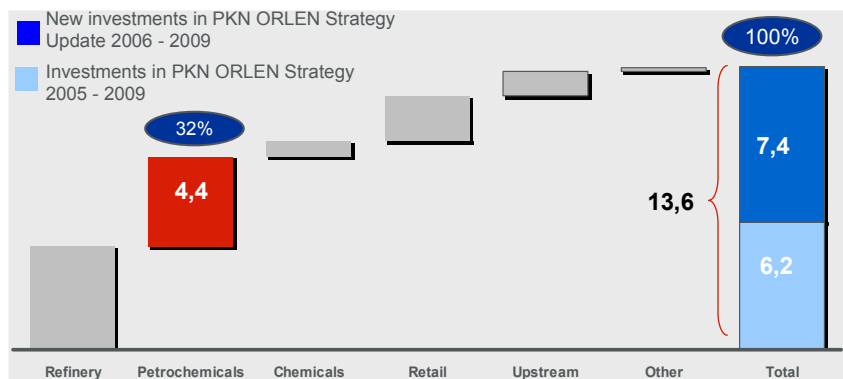 New investments in PKN ORLEN Strategy
Update 2006 - 2009
100%
Investments in PKN ORLEN Strategy
2005 - 2009
32%
4,4
7,4
13,6
6,2
Refinery Petrochemicals Chemicals Retail Upstream Other Total